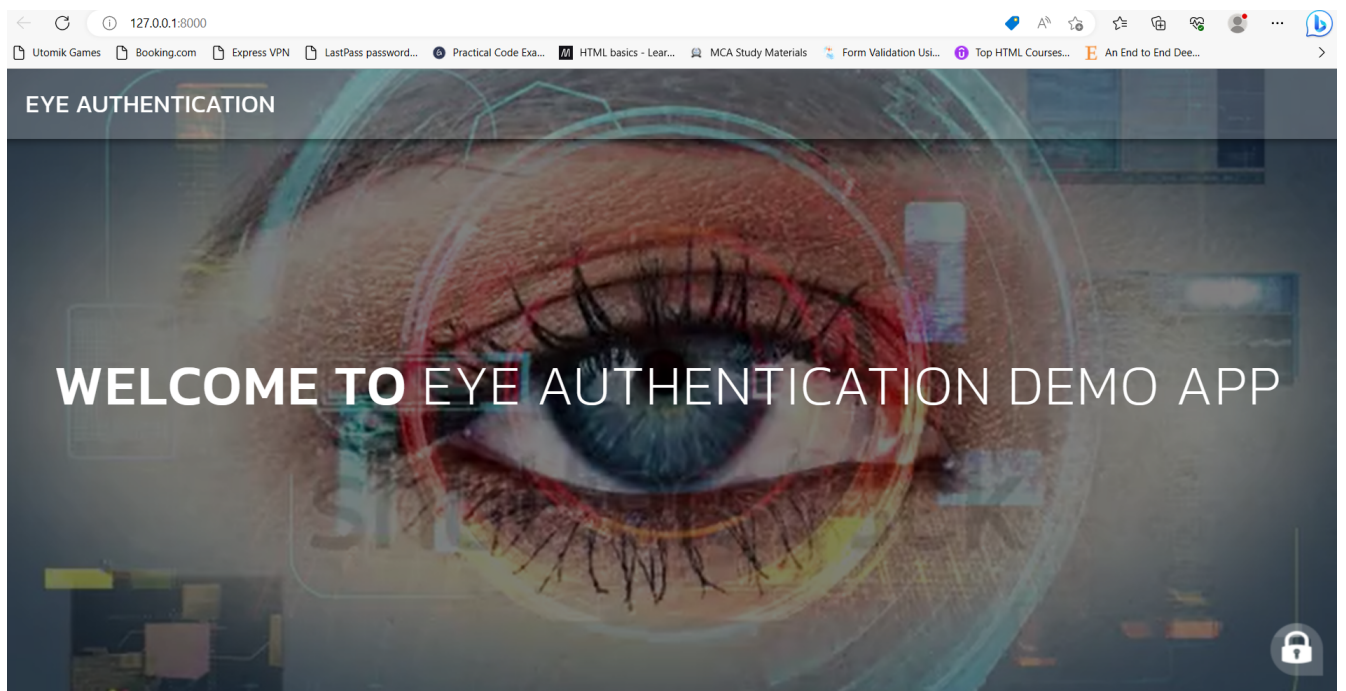 127.0.0.1:8000
Utomik Games Booking.com Express VPN LastPass password... Practical Code Exa... M HTML basics - Lear... MCA Study Materials Form Validation Usi... Top HTML Courses... E An End to End Dee...
EYE AUTHENTICATION
WELCOME TO EYE AUTHENTICATION DEMO APP